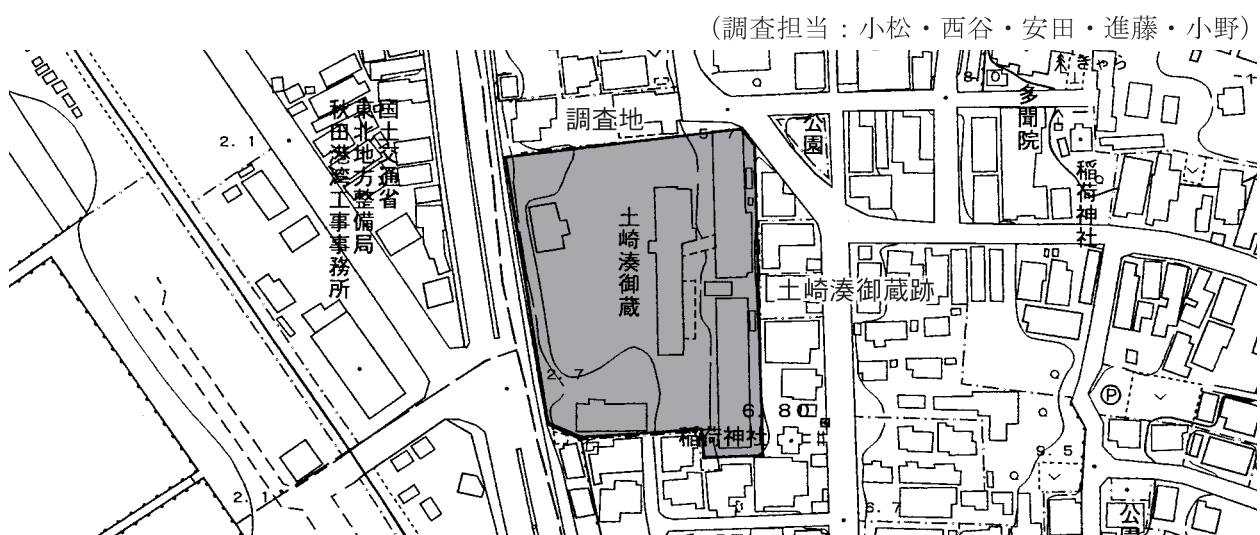 （調査担当：小松・西谷・安田・進藤・小野）
調査地
国土交通省
東北地方整備局
秋田港湾工事事務所
2.1
公園
多聞院
稲荷神社
土崎湊御蔵
土崎湊御蔵跡
2.7
6.80
稲荷神社
P
9.5
2.1
6.7
公園